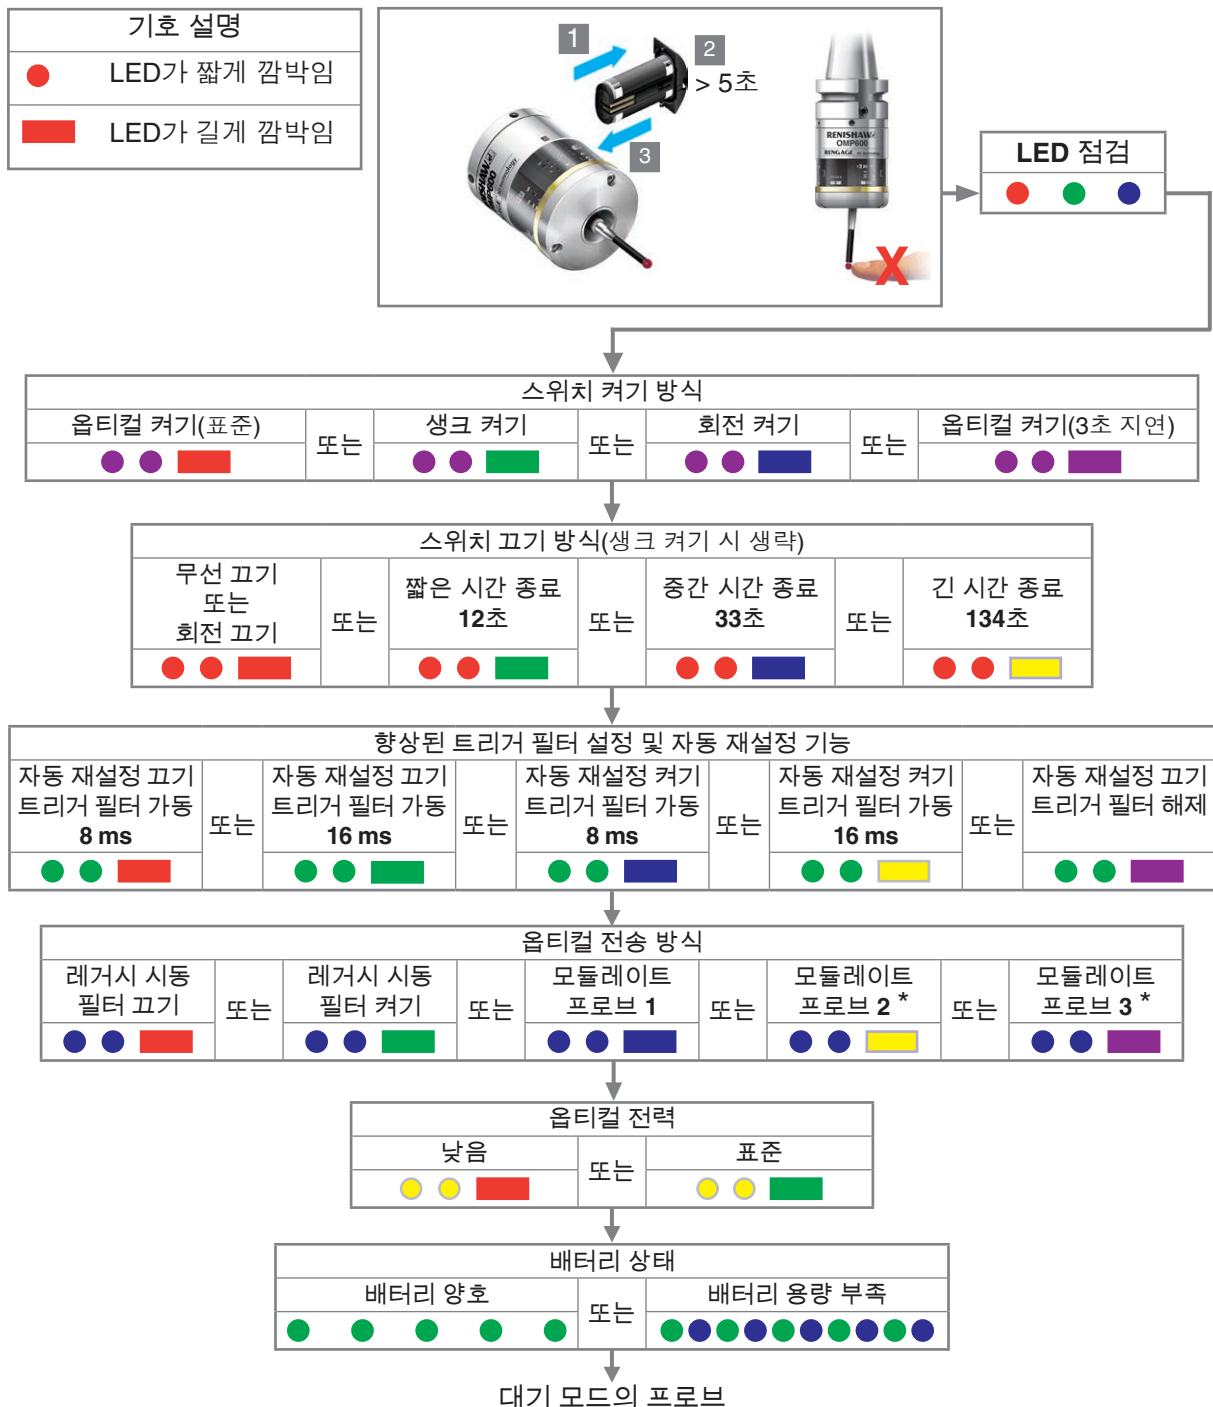 기호 설명
LED가 짧게 깜박임
LED가 길게 깜박임
1
2
> 5초
3
RENISHAW
OMP600
RENISHAW
OMP600
RENGAGE
X
LED 점검
스위치 켜기 방식
옵티컬 켜기(표준)
또는
생크 켜기
또는
회전 켜기
또는
옵티컬 켜기(3초 지연)
스위치 끄기 방식(생크 켜기 시 생략)
무선 끄기
또는
회전 끄기
또는
짧은 시간 종료
12초
또는
중간 시간 종료
33초
또는
긴 시간 종료
134초
향상된 트리거 필터 설정 및 자동 재설정 기능
자동 재설정 끄기
트리거 필터 가동
8 ms
또는
자동 재설정 끄기
트리거 필터 가동
16 ms
또는
자동 재설정 켜기
트리거 필터 가동
8 ms
또는
자동 재설정 켜기
트리거 필터 가동
16 ms
또는
자동 재설정 끄기
트리거 필터 해제
옵티컬 전송 방식
레거시 시동
필터 끄기
또는
레거시 시동
필터 켜기
또는
모듈레이트
프로브 1
또는
모듈레이트
프로브 2 *
또는
모듈레이트
프로브 3 *
옵티컬 전력
낮음
또는
표준
배터리 상태
배터리 양호
또는
배터리 용량 부족
대기 모드의 프로브